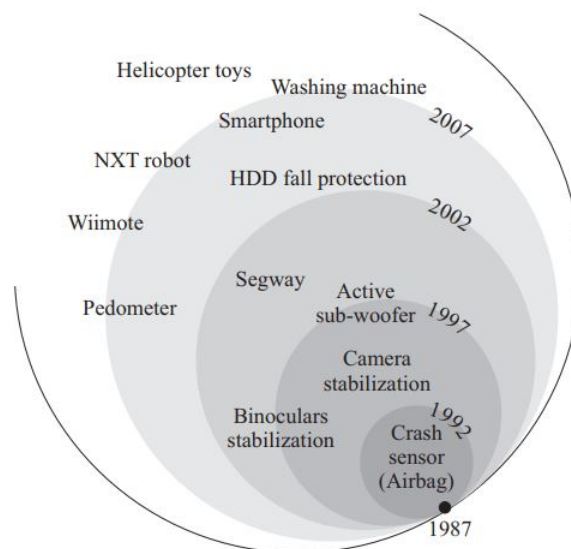 Helicopter toys
Washing machine
2007
Smartphone
NXT robot
HDD fall protection
Wiimote
2002
Segway
Active
sub-woofer
1997
Pedometer
Camera
stabilization
Binoculars
stabilization
1992
Crash
sensor
(Airbag)
1987